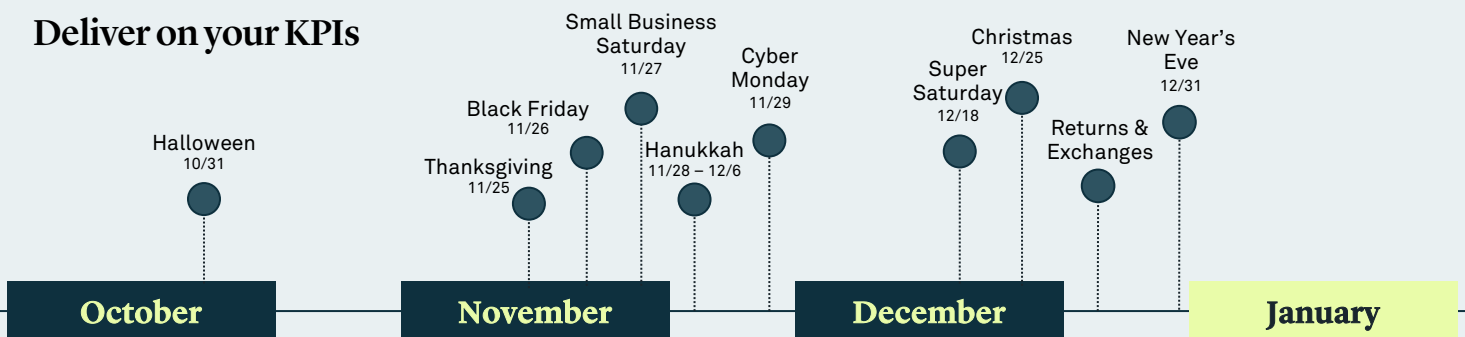 Deliver on your KPIs
Halloween
10/31
Thanksgiving
11/25
Black Friday
11/26
Small Business
Saturday
11/27
Hanukkah
11/28 – 12/6
Cyber
Monday
11/29
Super
Saturday
12/18
Christmas
12/25
Returns &
Exchanges
New Year's
Eve
12/31
October
November
December
January